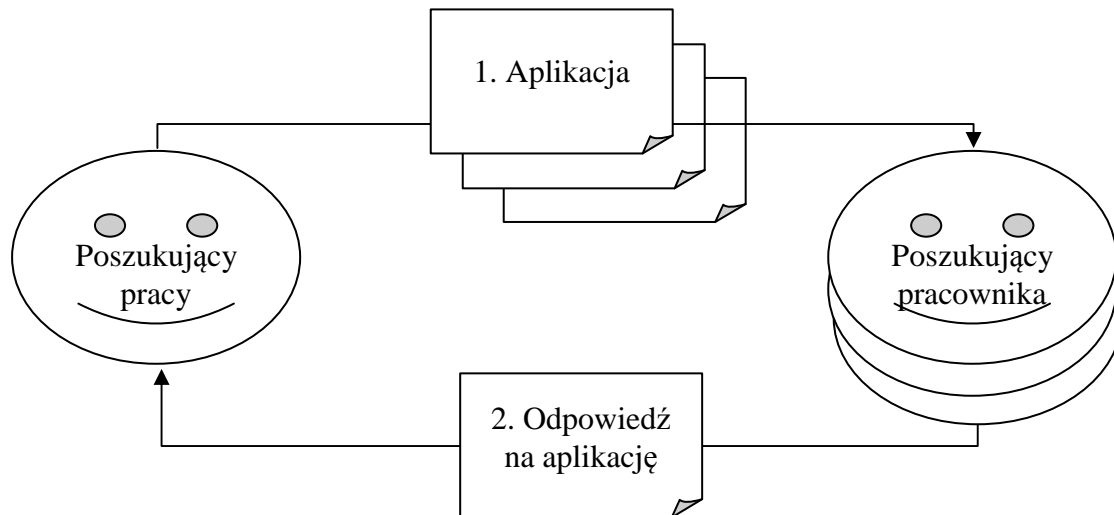 1. Aplikacja
Poszukujący
pracy
Poszukujący
pracownika
2. Odpowiedź
na aplikację